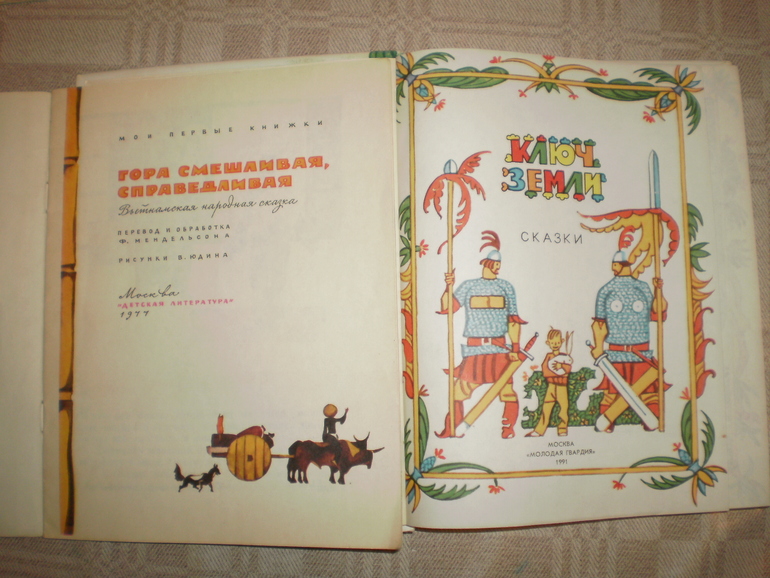 МОИ ПЕРВЫЕ КНИЖКИ
ГОРА СМЕШЛИВАЯ,
СПРАВЕДЛИВАЯ
Вьетнамская народная сказка
ПЕРЕВОД И ОБРАБОТКА
Ф. МЕНДЕЛЬСОНА
РИСУНКИ В. ЮДИНА
Москва
"ДЕТСКАЯ ЛИТЕРАТУРА"
1977
КЛЮЧ
ЗЕМЛИ
СКАЗКИ
МОСКВА
«МОЛОДАЯ ГВАРДИЯ»
1991